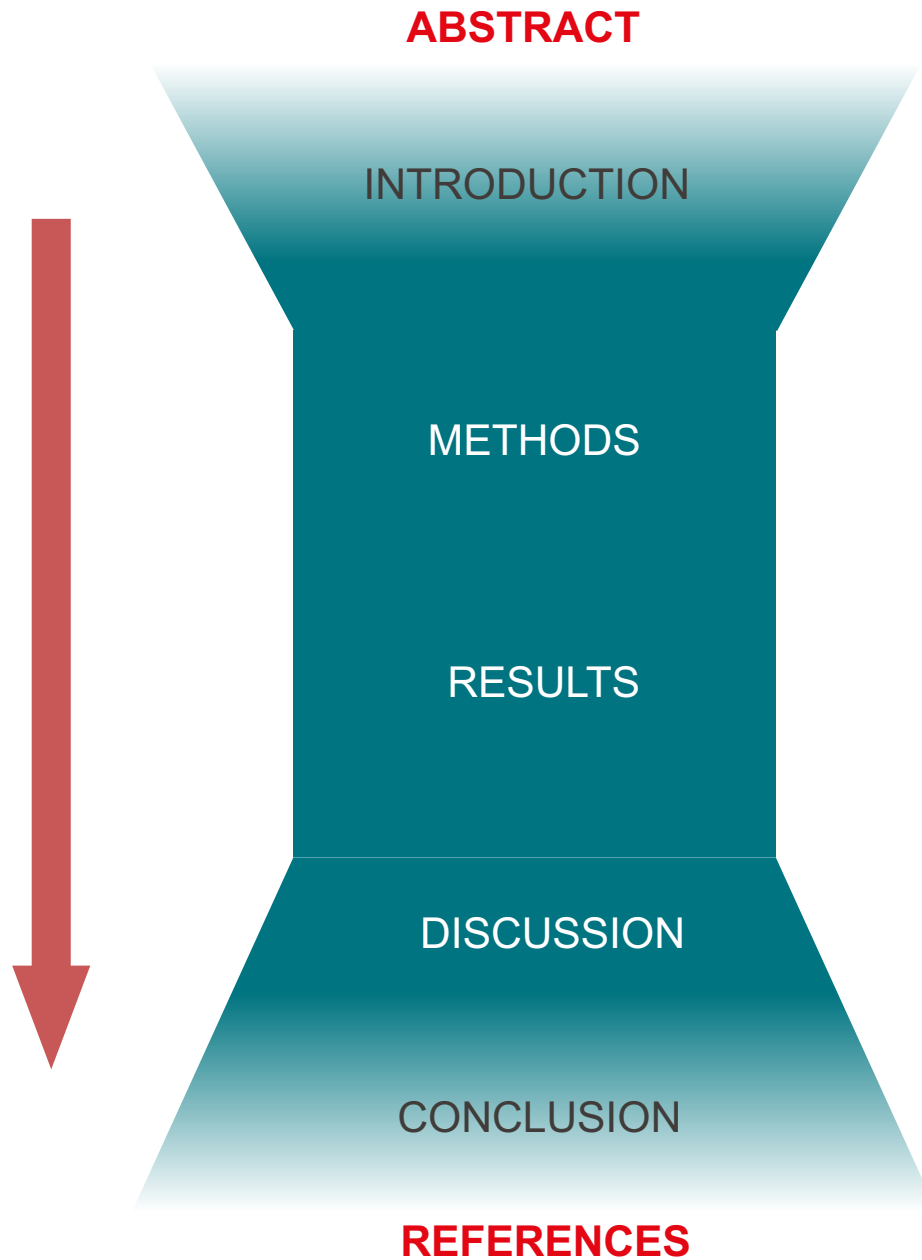 ABSTRACT
INTRODUCTION
METHODS
RESULTS
DISCUSSION
CONCLUSION
REFERENCES